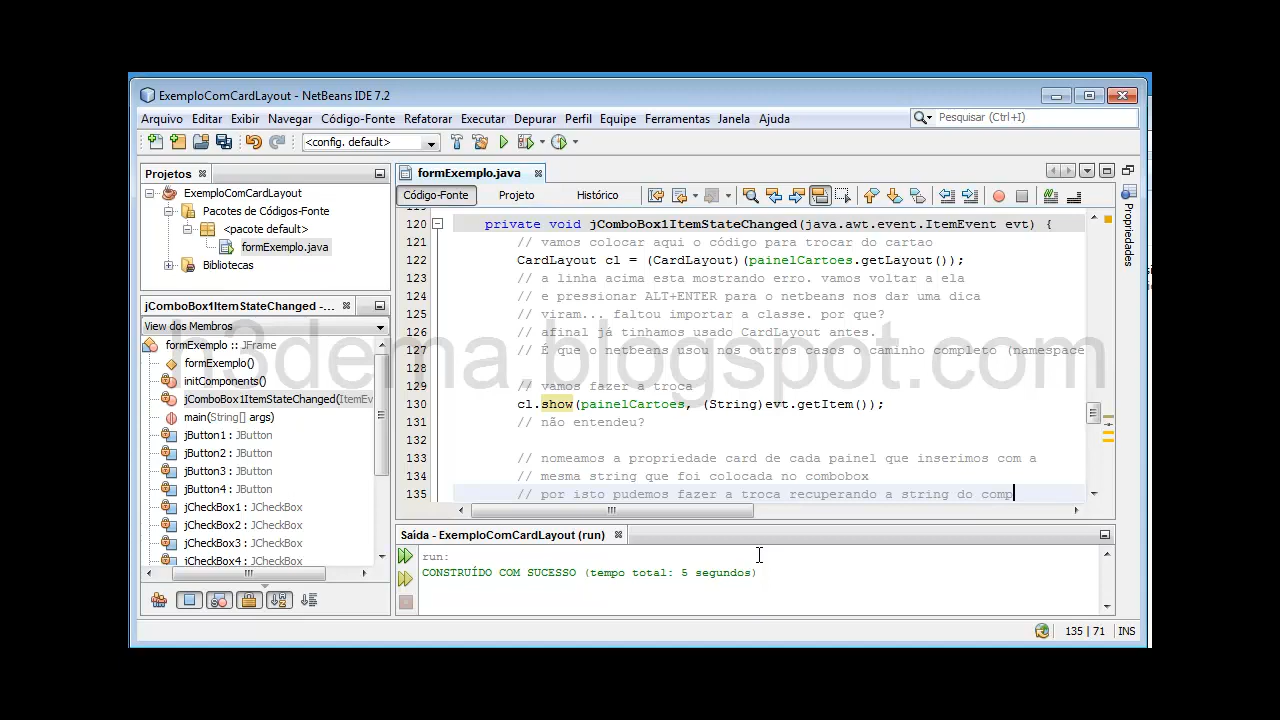 ExemploComCardLayout - NetBeans IDE 7.2
Arquivo Editar Exibir Navegar Código-Fonte Refatorar Executar Depurar Perfil Equipe Ferramentas Janela Ajuda
Pesquisar (Ctrl+I)
<config. default>
Projetos
ExemploComCardLayout
Pacotes de Códigos-Fonte
<pacote default>
formExemplo.java
Bibliotecas
jComboBox1ItemStateChanged -...
View dos Membros
formExemplo :: JFrame
formExemplo()
initComponents()
jComboBox1ItemStateChanged(ItemEv
main(String[] args)
jButton1 : JButton
jButton2 : JButton
jButton3 : JButton
jButton4 : JButton
jCheckBox1 : JCheckBox
jCheckBox2 : JCheckBox
jCheckBox3 : JCheckBox
jCheckBox4 : JCheckBox
formExemplo.java
Código-Fonte Projeto Histórico
120 private void jComboBox1ItemStateChanged(java.awt.event.ItemEvent evt) {
121 // vamos colocar aqui o código para trocar do cartao
122 CardLayout cl = (CardLayout)(painelCartoes.getLayout());
123 // a linha acima esta mostrando erro. vamos voltar a ela
124 // e pressionar ALT+ENTER para o netbeans nos dar uma dica
125 // viram... faltou importar a classe. por que?
126 // afinal já tinhamos usado CardLayout antes.
127 // É que o netbeans usou nos outros casos o caminho completo (namespace
128
129 // vamos fazer a troca
130 cl.show(painelCartoes, (String)evt.getItem());
131 // não entendeu?
132
133 // nomeamos a propriedade card de cada painel que inserimos com a
134 // mesma string que foi colocada no combobox
135 // por isto pudemos fazer a troca recuperando a string do comp
h3dema.blogspot.com
Propriedades
Saída - ExemploComCardLayout (run)
run:
CONSTRUÍDO COM SUCESSO (tempo total: 5 segundos)
135 | 71 INS